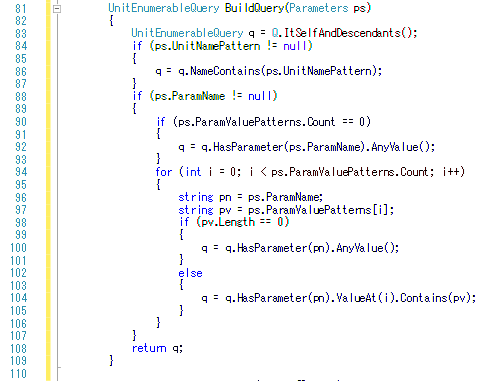 81 UnitEnumerableQuery BuildQuery(Parameters ps)
82 {
83 UnitEnumerableQuery q = Q.ItSelfAndDescendants();
84 if (ps.UnitNamePattern != null)
85 {
86 q = q.NameContains(ps.UnitNamePattern);
87 }
88 if (ps.ParamName != null)
89 {
90 if (ps.ParamValuePatterns.Count == 0)
91 {
92 q = q.HasParameter(ps.ParamName).AnyValue();
93 }
94 for (int i = 0; i < ps.ParamValuePatterns.Count; i++)
95 {
96 string pn = ps.ParamName;
97 string pv = ps.ParamValuePatterns[i];
98 if (pv.Length == 0)
99 {
100 q = q.HasParameter(pn).AnyValue();
101 }
102 else
103 {
104 q = q.HasParameter(pn).ValueAt(i).Contains(pv);
105 }
106 }
107 }
108 return q;
109 }
110